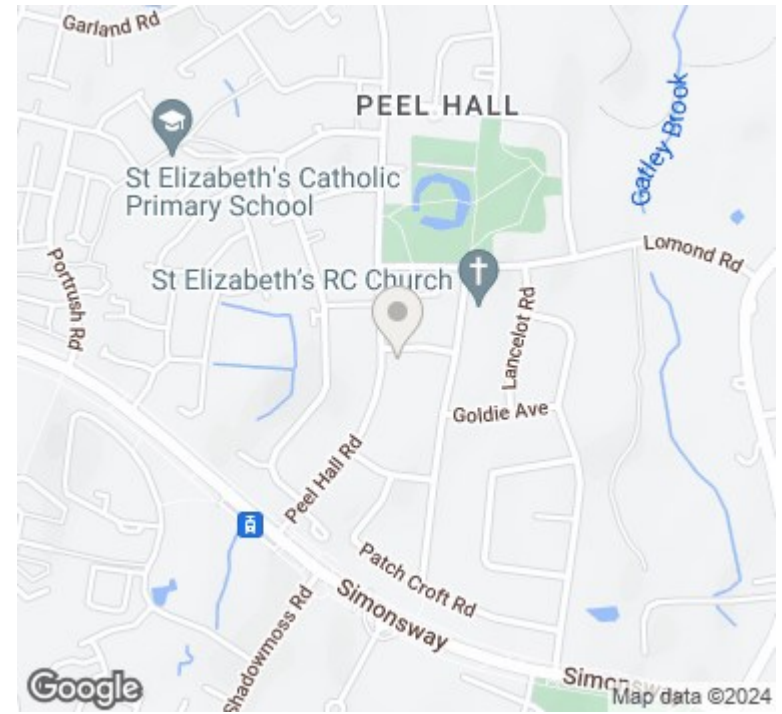 Garland Rd
PEEL HALL
Gatley Brook
St Elizabeth's Catholic
Primary School
Lomond Rd
St Elizabeth's RC Church
Portrush Rd
Lancelot Rd
Goldie Ave
Peel Hall Rd
Patch Croft Rd
Simonsway
Shadowmoss Rd
Simonsway
Google
Map data ©2024